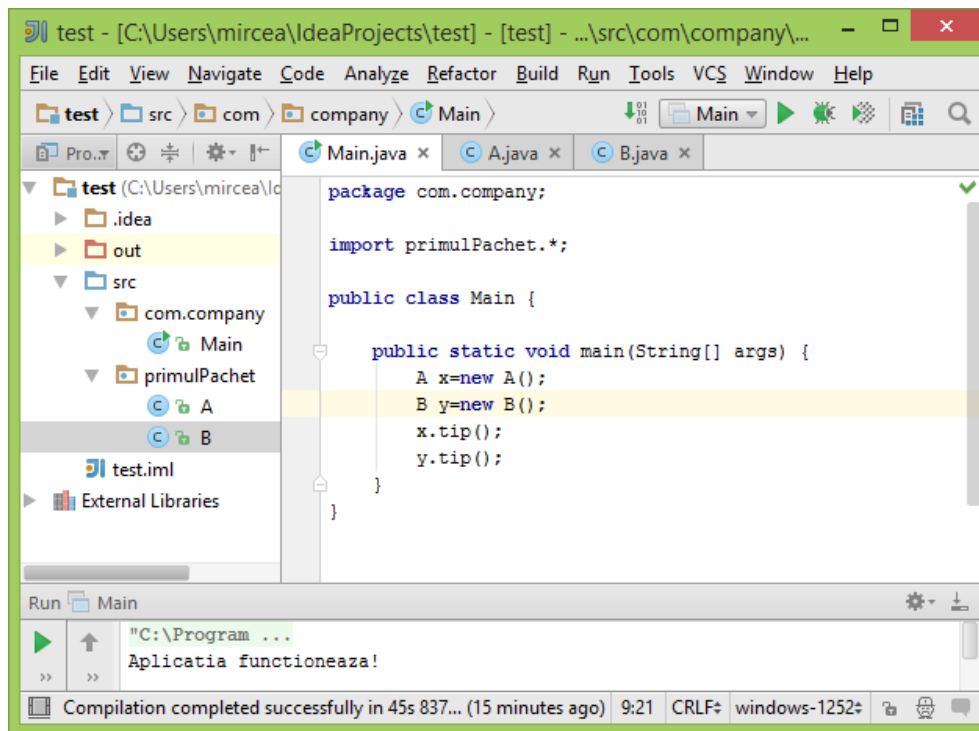 test - [C:\Users\mircea\IdeaProjects\test] - [test] - ...\src\com\company\...
File Edit View Navigate Code Analyze Refactor Build Run Tools VCS Window Help
test src com company Main Main
Pro... Main.java A.java B.java
test (C:\Users\mircea\Id
.idea
out
src
com.company
Main
primulPachet
A
B
test.iml
External Libraries
package com.company;
import primulPachet.*;
public class Main {
public static void main(String[] args) {
A x=new A();
B y=new B();
x.tip();
y.tip();
}
}
Run Main
"C:\Program ...
Aplicatia functioneaza!
Compilation completed successfully in 45s 837... (15 minutes ago) 9:21 CRLF windows-1252